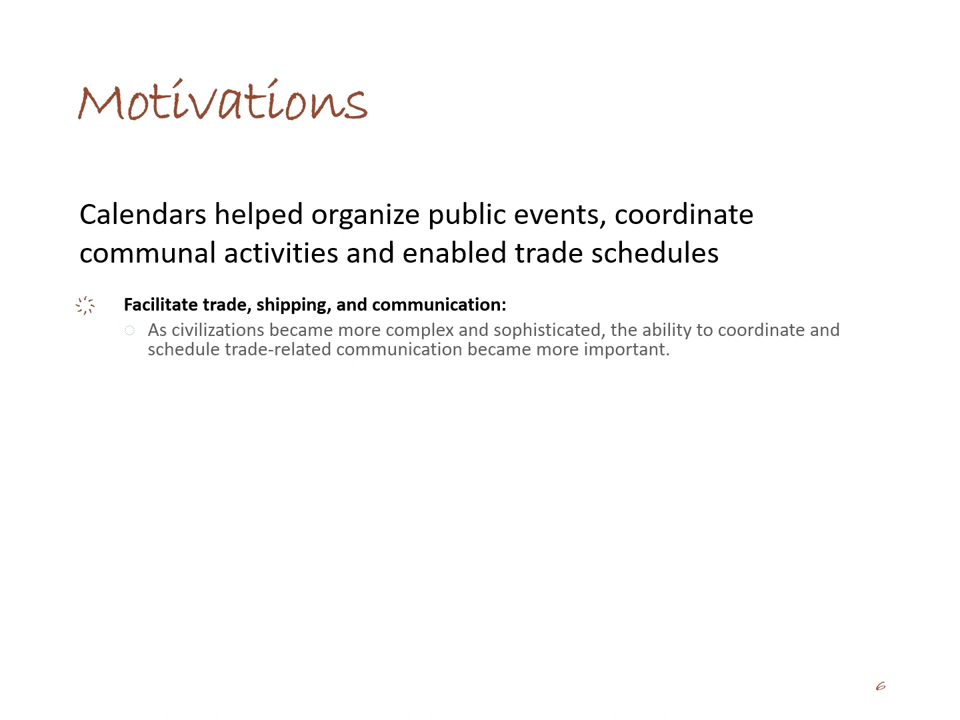 Motivations
Calendars helped organize public events, coordinate
communal activities and enabled trade schedules
Facilitate trade, shipping, and communication:
As civilizations became more complex and sophisticated, the ability to coordinate and
schedule trade-related communication became more important.
6